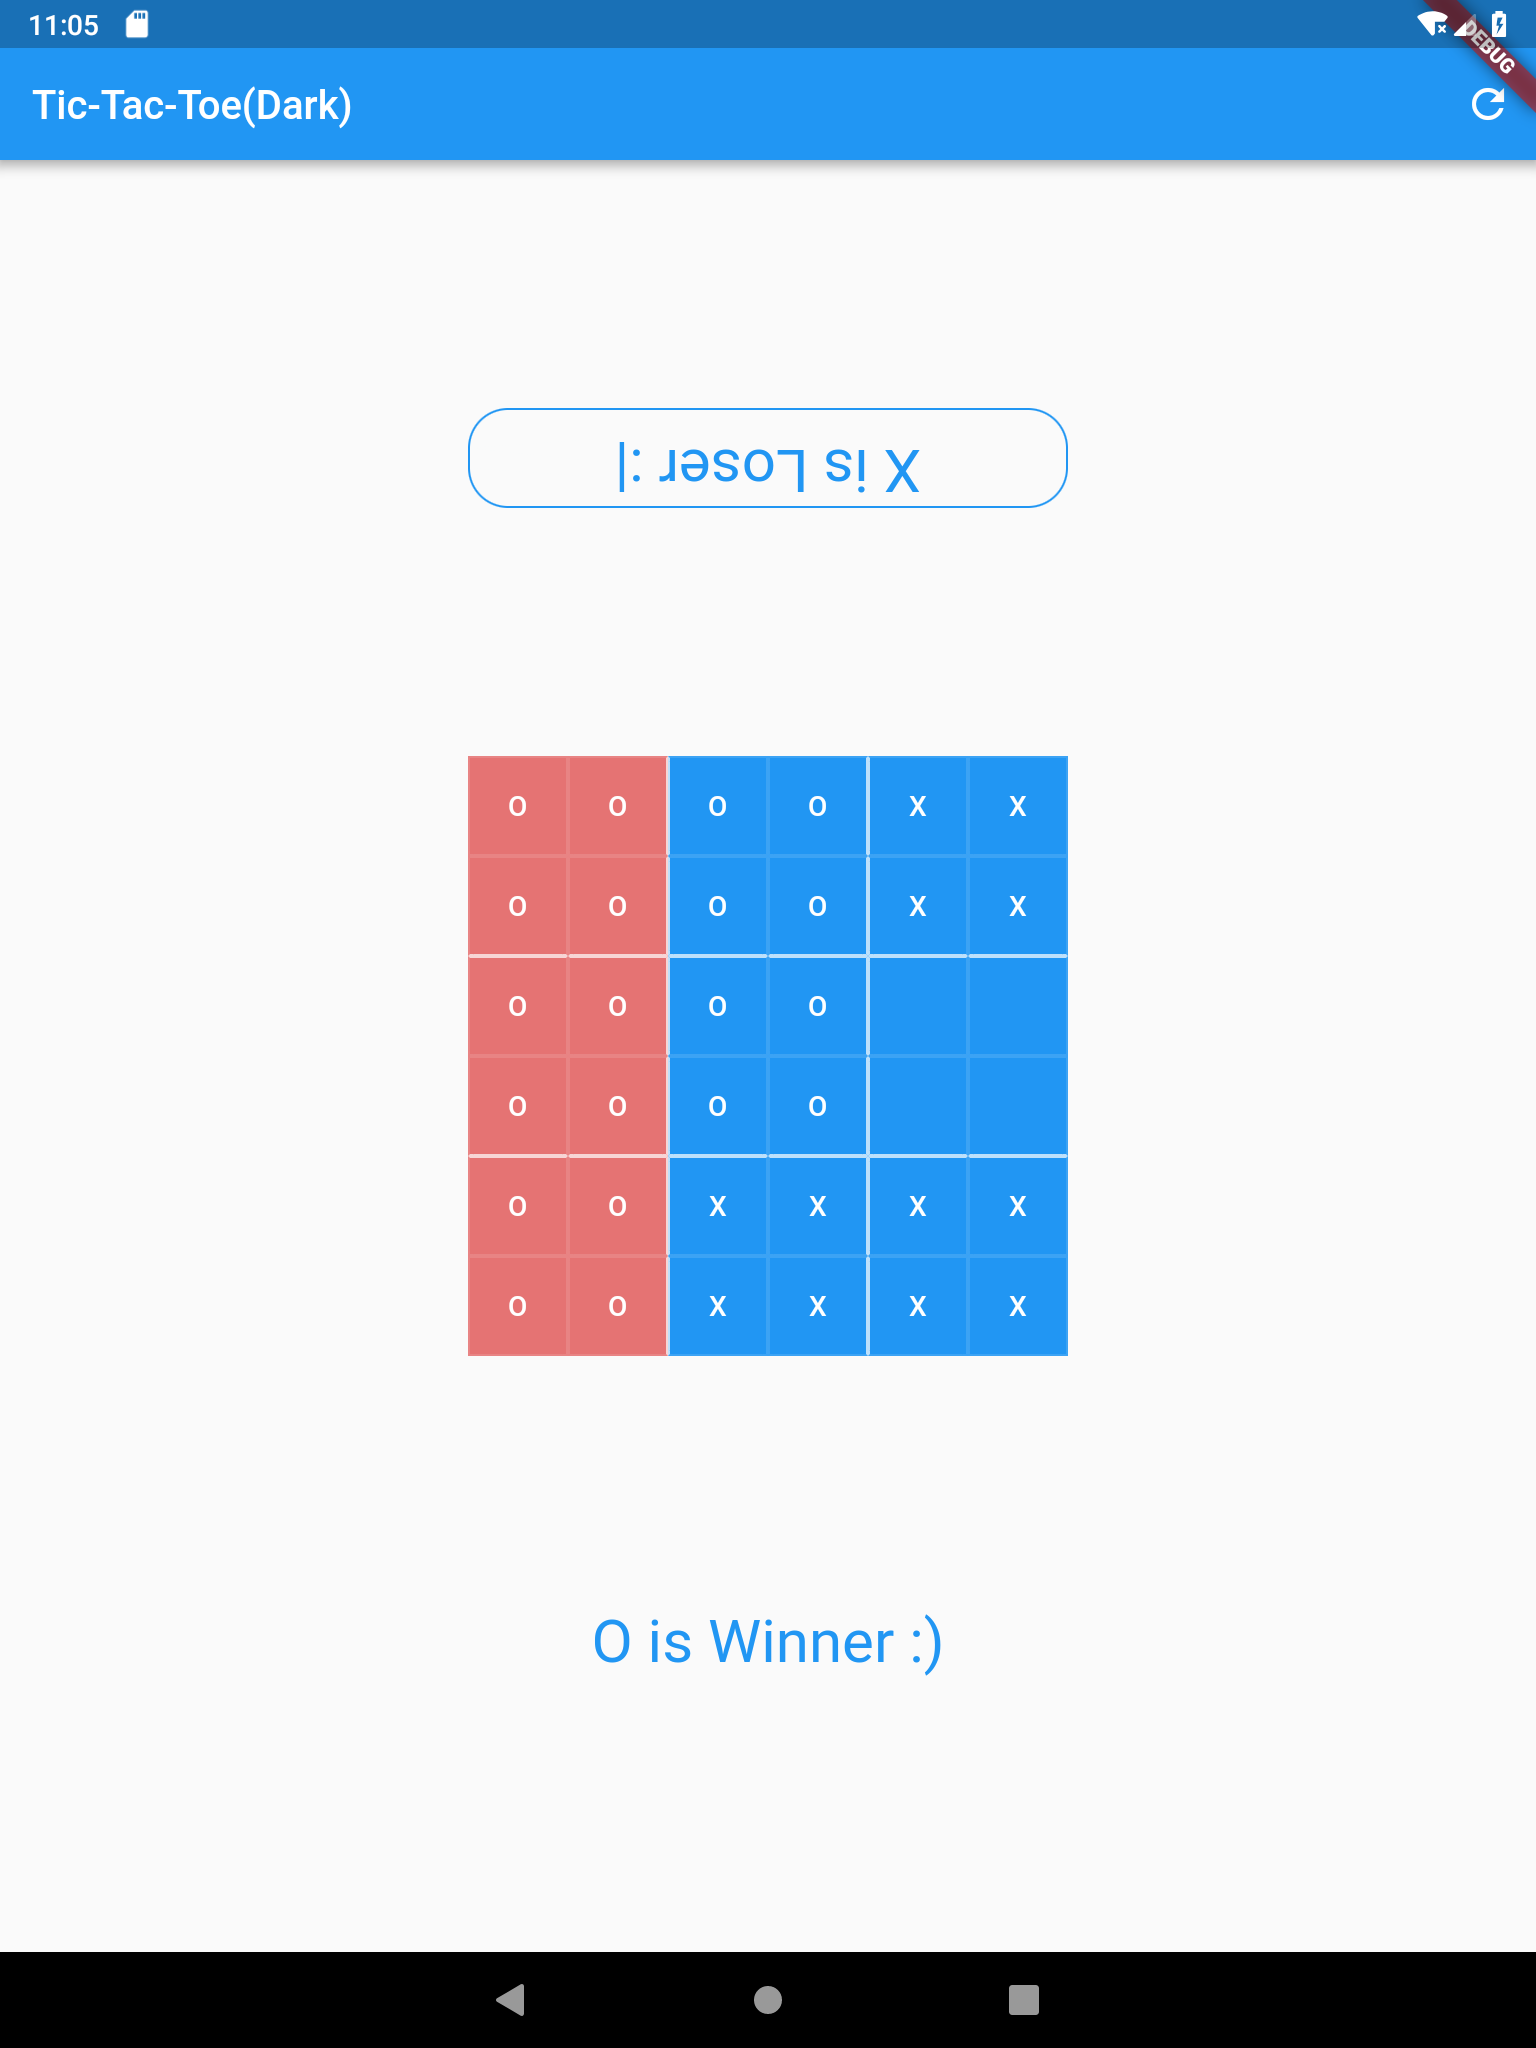 11:05
DEBUG
Tic-Tac-Toe(Dark)
X is Loser :|
O O O O X X
O O O O X X
O O O O
O O O O
O O X X X X
O O X X X X
O is Winner :)